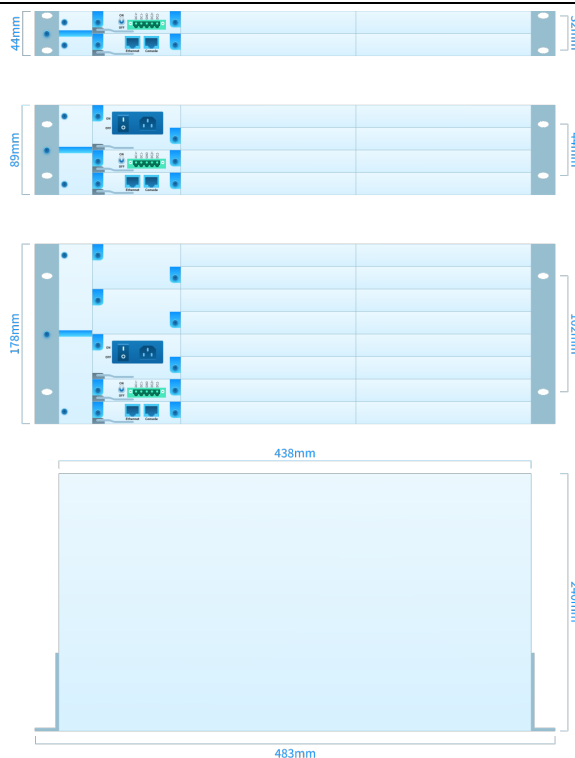 44mm
ON
OFF
Ethernet Console
89mm
ON
OFF
ON
OFF
Ethernet Console
178mm
ON
OFF
ON
OFF
Ethernet Console
438mm
483mm